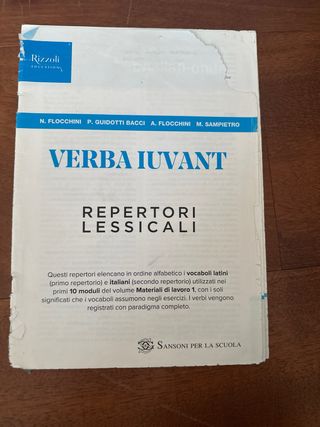 Rizzoli
EDUCATION
N. FLOCCHINI P. GUIDOTTI BACCI A. FLOCCHINI M. SAMPIETRO
VERBA IUVANT
REPERTORI
LESSICALI
Questi repertori elencano in ordine alfabetico i vocaboli latini
(primo repertorio) e italiani (secondo repertorio) utilizzati nei
primi 10 moduli del volume Materiali di lavoro 1, con i soli
significati che i vocaboli assumono negli esercizi. I verbi vengono
registrati con paradigma completo.
SANSONI PER LA SCUOLA